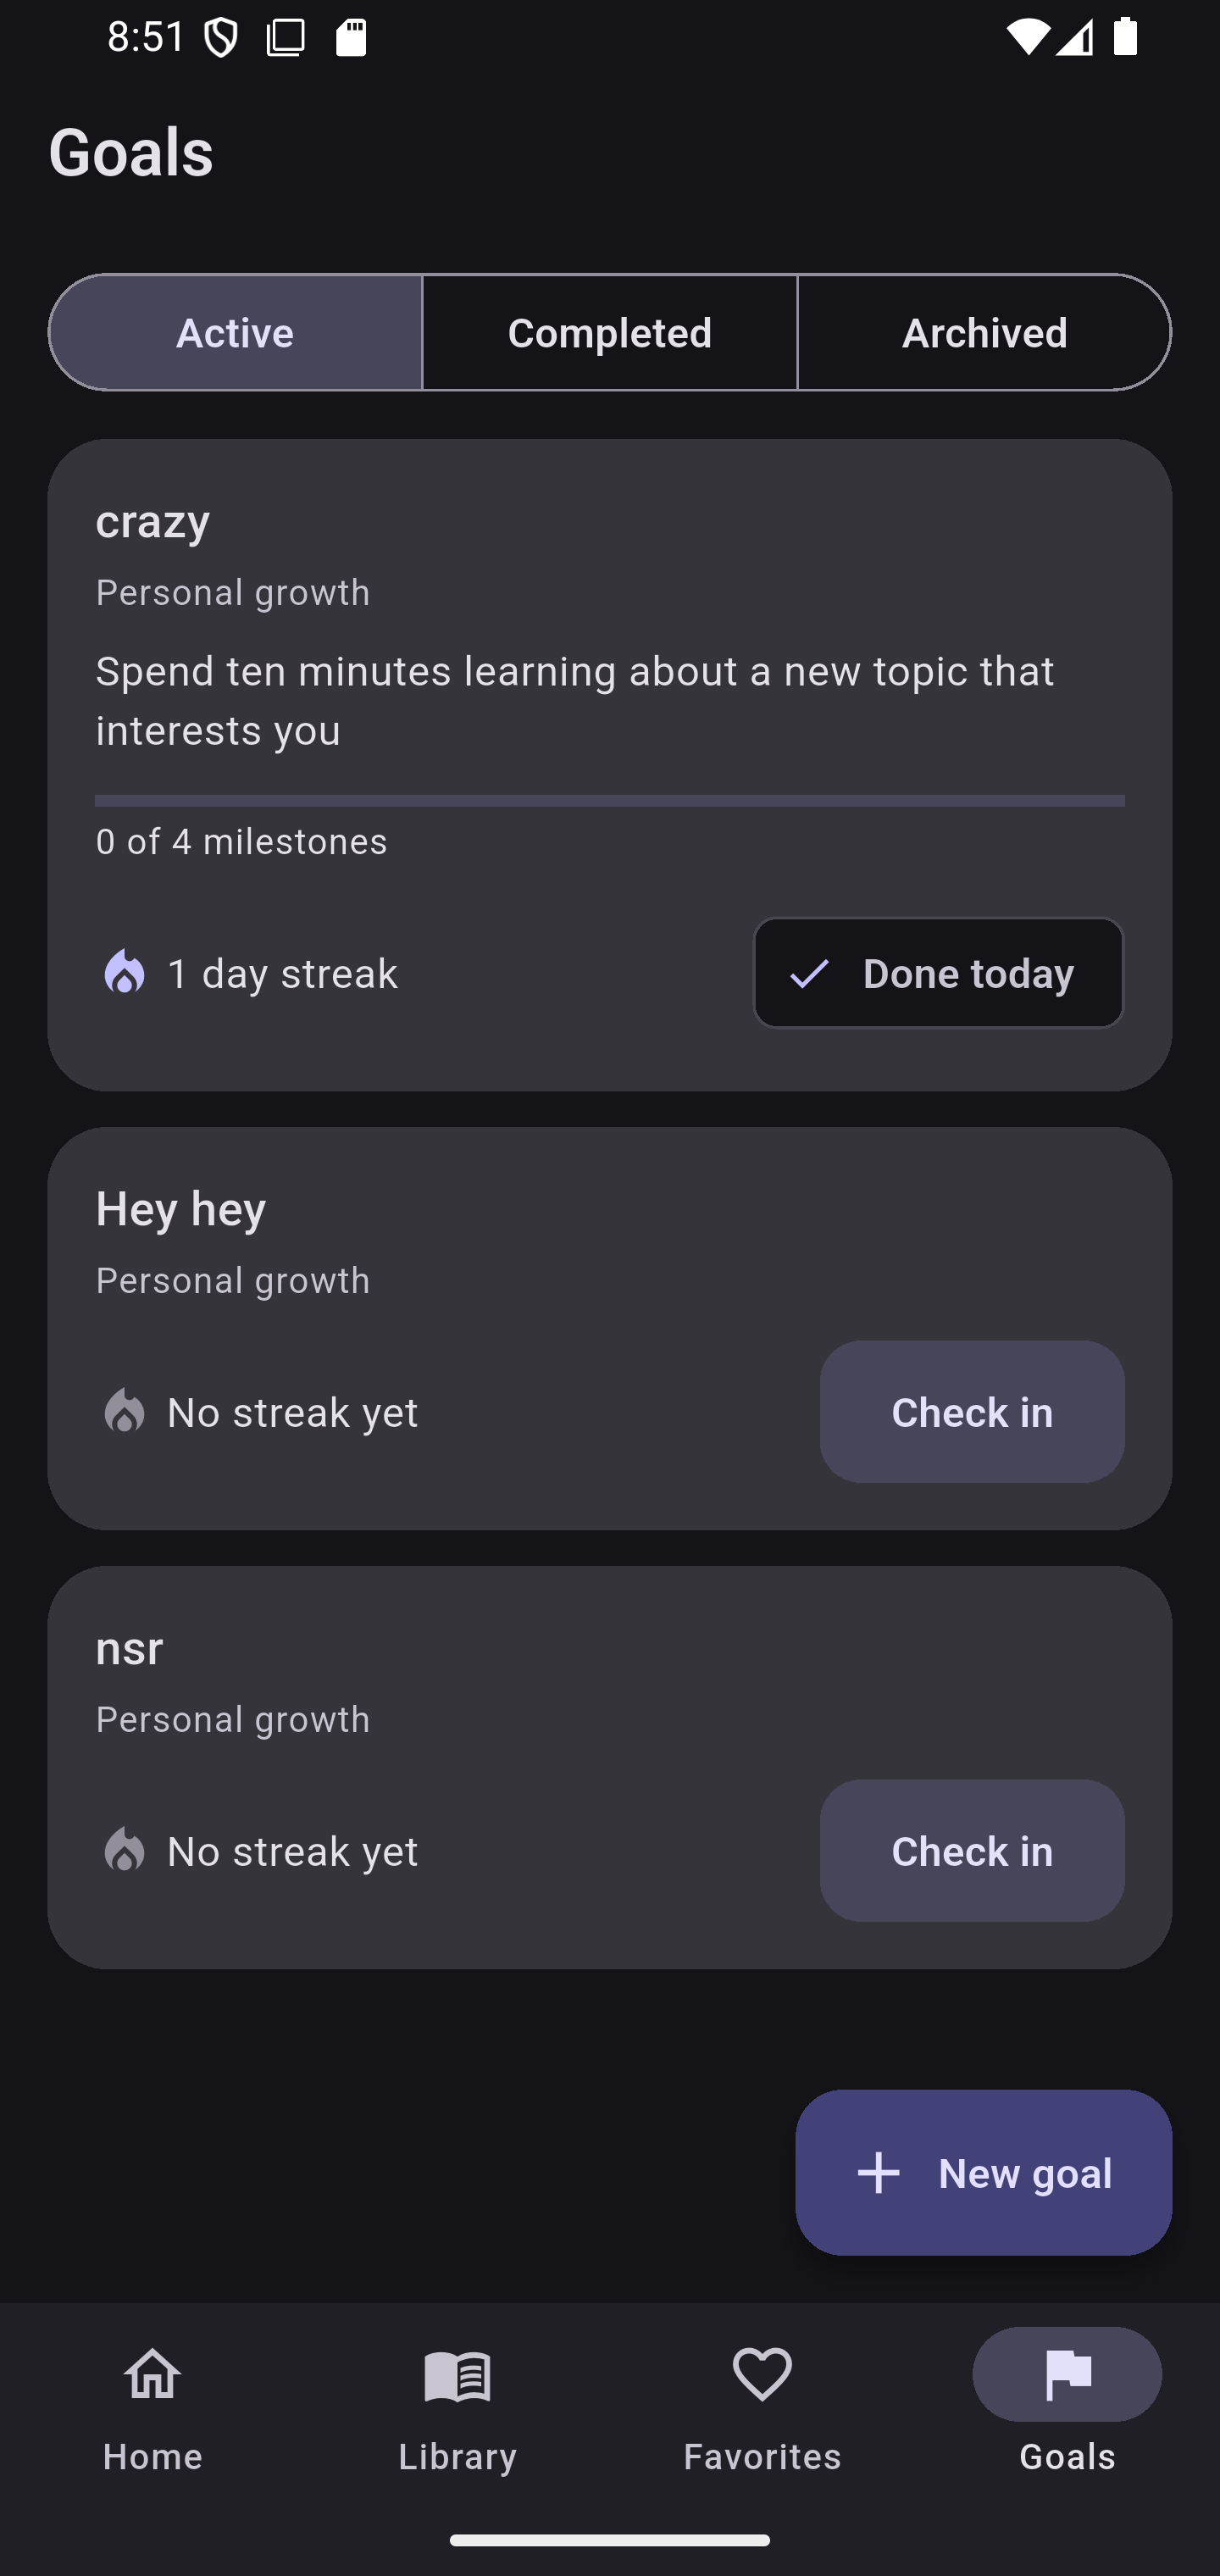 8:51
Goals
Active Completed Archived
crazy
Personal growth
Spend ten minutes learning about a new topic that
interests you
0 of 4 milestones
1 day streak Done today
Hey hey
Personal growth
No streak yet Check in
nsr
Personal growth
No streak yet Check in
New goal
Home Library Favorites Goals